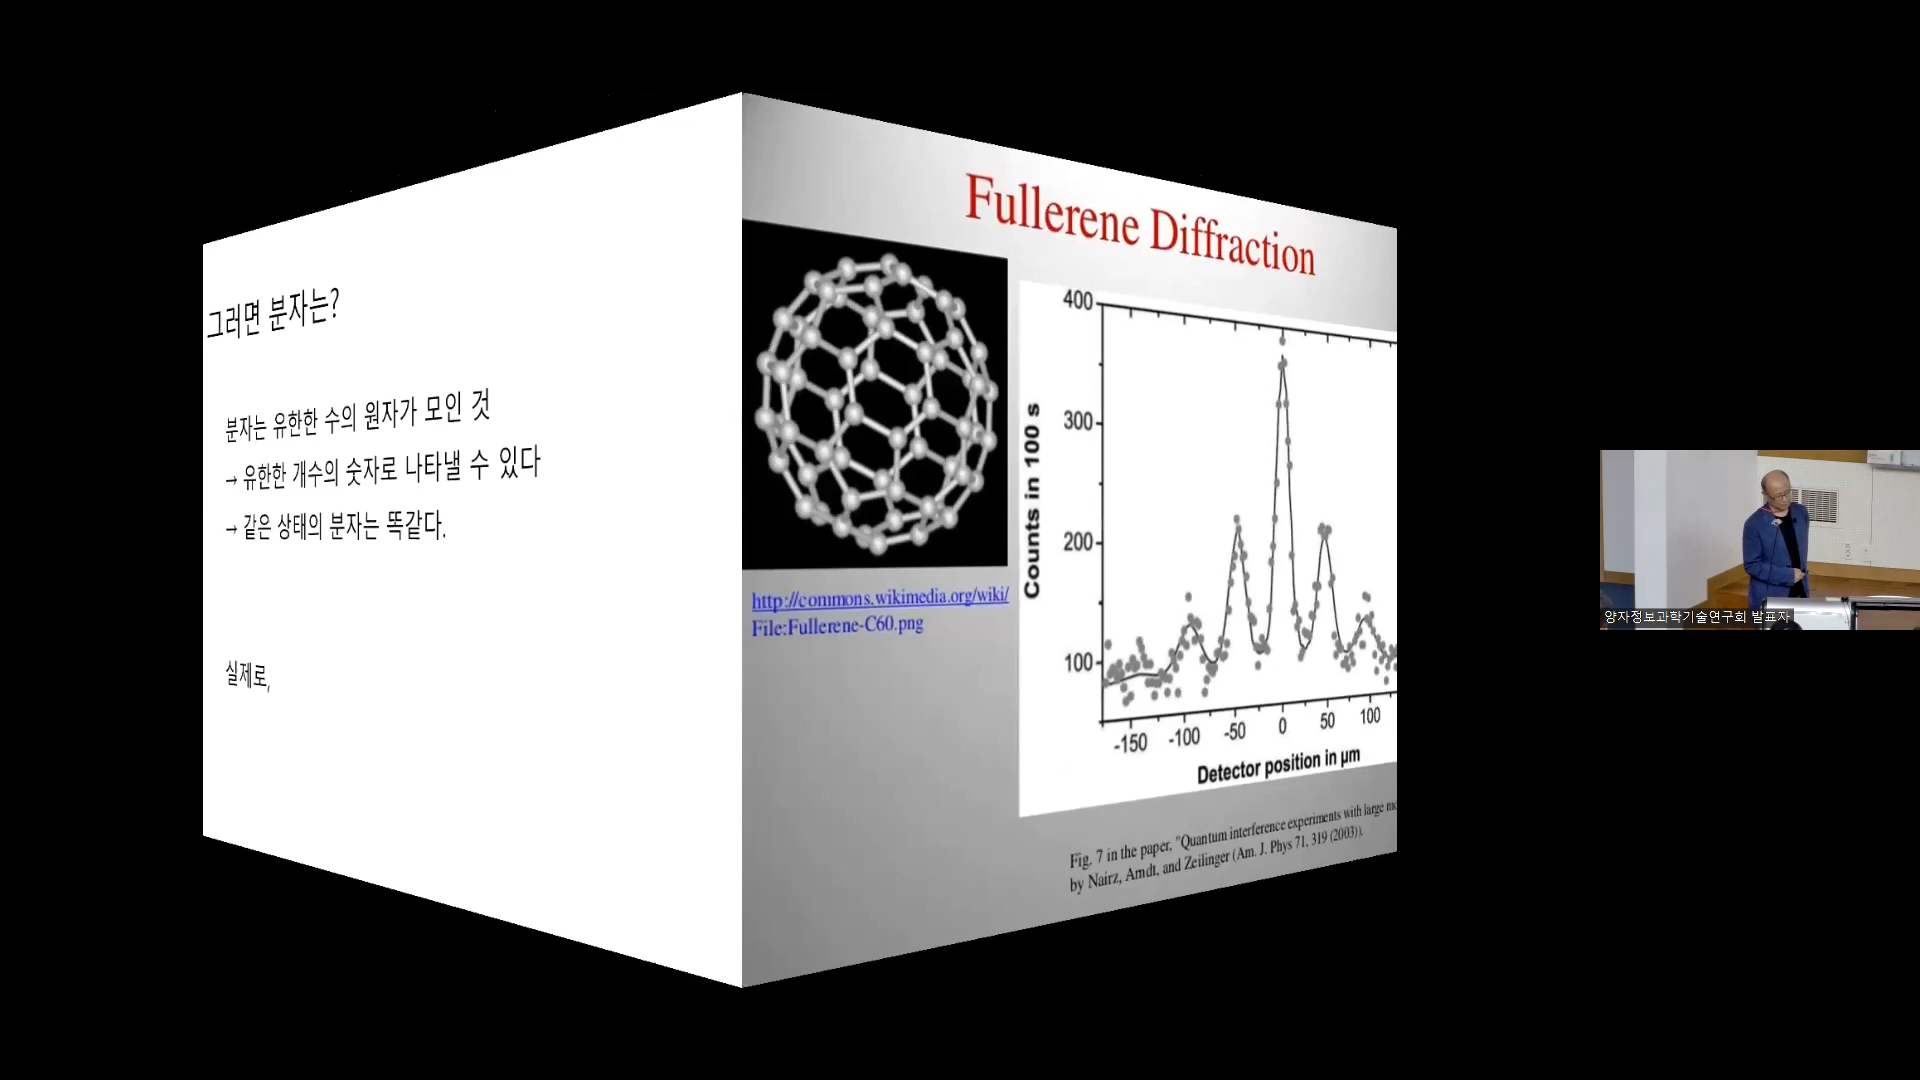 그러면 분자는?
분자는 유한한 수의 원자가 모인 것
→ 유한한 개수의 숫자로 나타낼 수 있다
→ 같은 상태의 분자는 똑같다.
실제로,
Fullerene Diffraction
http://commons.wikimedia.org/wiki/
File:Fullerene-C60.png
400
300
200
100
Counts in 100 s
-150 -100 -50 0 50 100
Detector position in µm
Fig. 7 in the paper, "Quantum interference experiments with large
by Nairz, Arndt, and Zeilinger (Am. J. Phys 71, 319 (2003)).
양자정보과학기술연구회 발표자